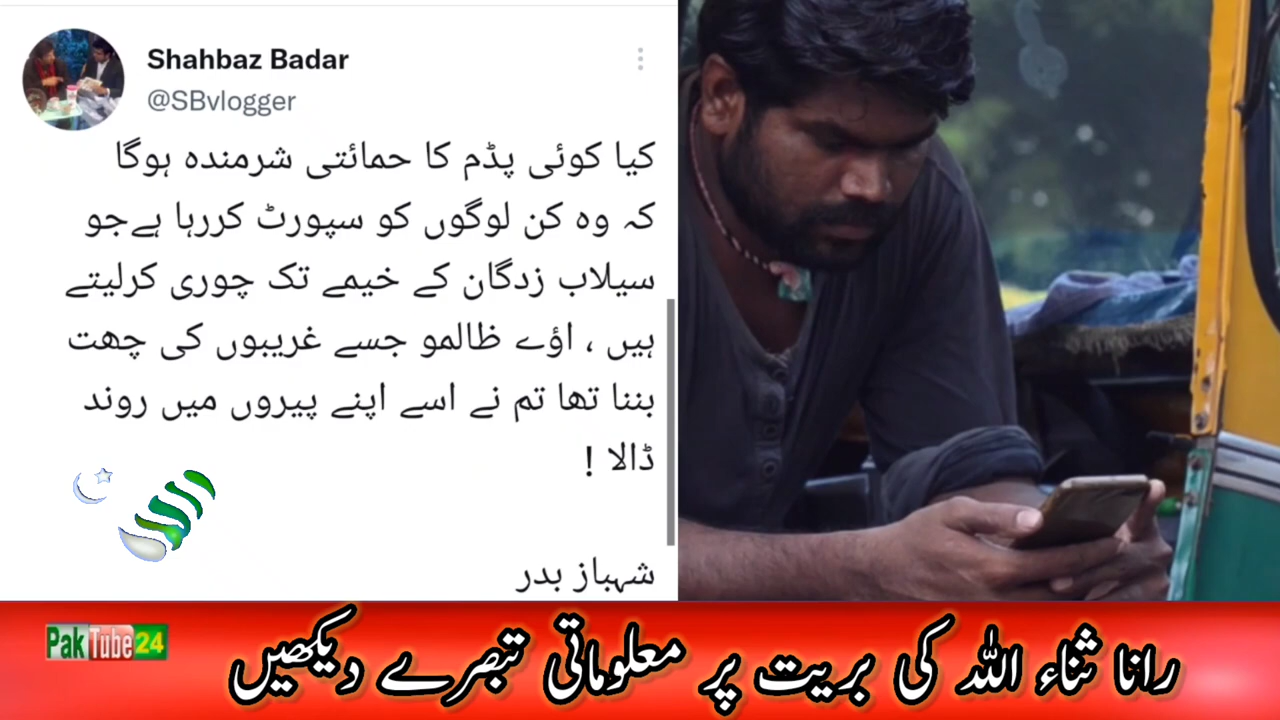 Shahbaz Badar
@SBvlogger
کیا کوئی پڈم کا حمائتی شرمندہ ہوگا
کہ وہ کن لوگوں کو سپورٹ کررہا ہےجو
سیلاب زدگان کے خیمے تک چوری کرلیتے
ہیں ، اؤے ظالمو جسے غریبوں کی چھت
بننا تھا تم نے اسے اپنے پیروں میں روند
ڈالا !
شہباز بدر
PakTube24
رانا ثناء اللہ کی بریت پر معلوماتی تبصرے دیکھیں